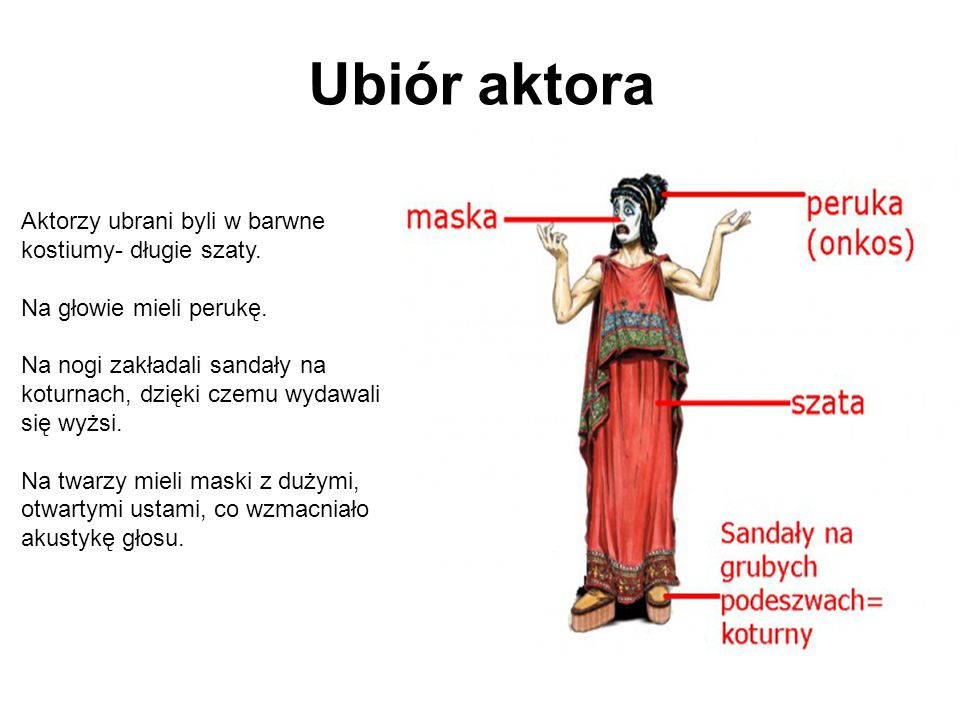 Ubiór aktora
Aktorzy ubrani byli w barwne
kostiumy- długie szaty.
Na głowie mieli perukę.
Na nogi zakładali sandały na
koturnach, dzięki czemu wydawali
się wyżsi.
Na twarzy mieli maski z dużymi,
otwartymi ustami, co wzmacniało
akustykę głosu.
maska
peruka
(onkos)
szata
Sandały na
grubych
podeszwach=
koturny